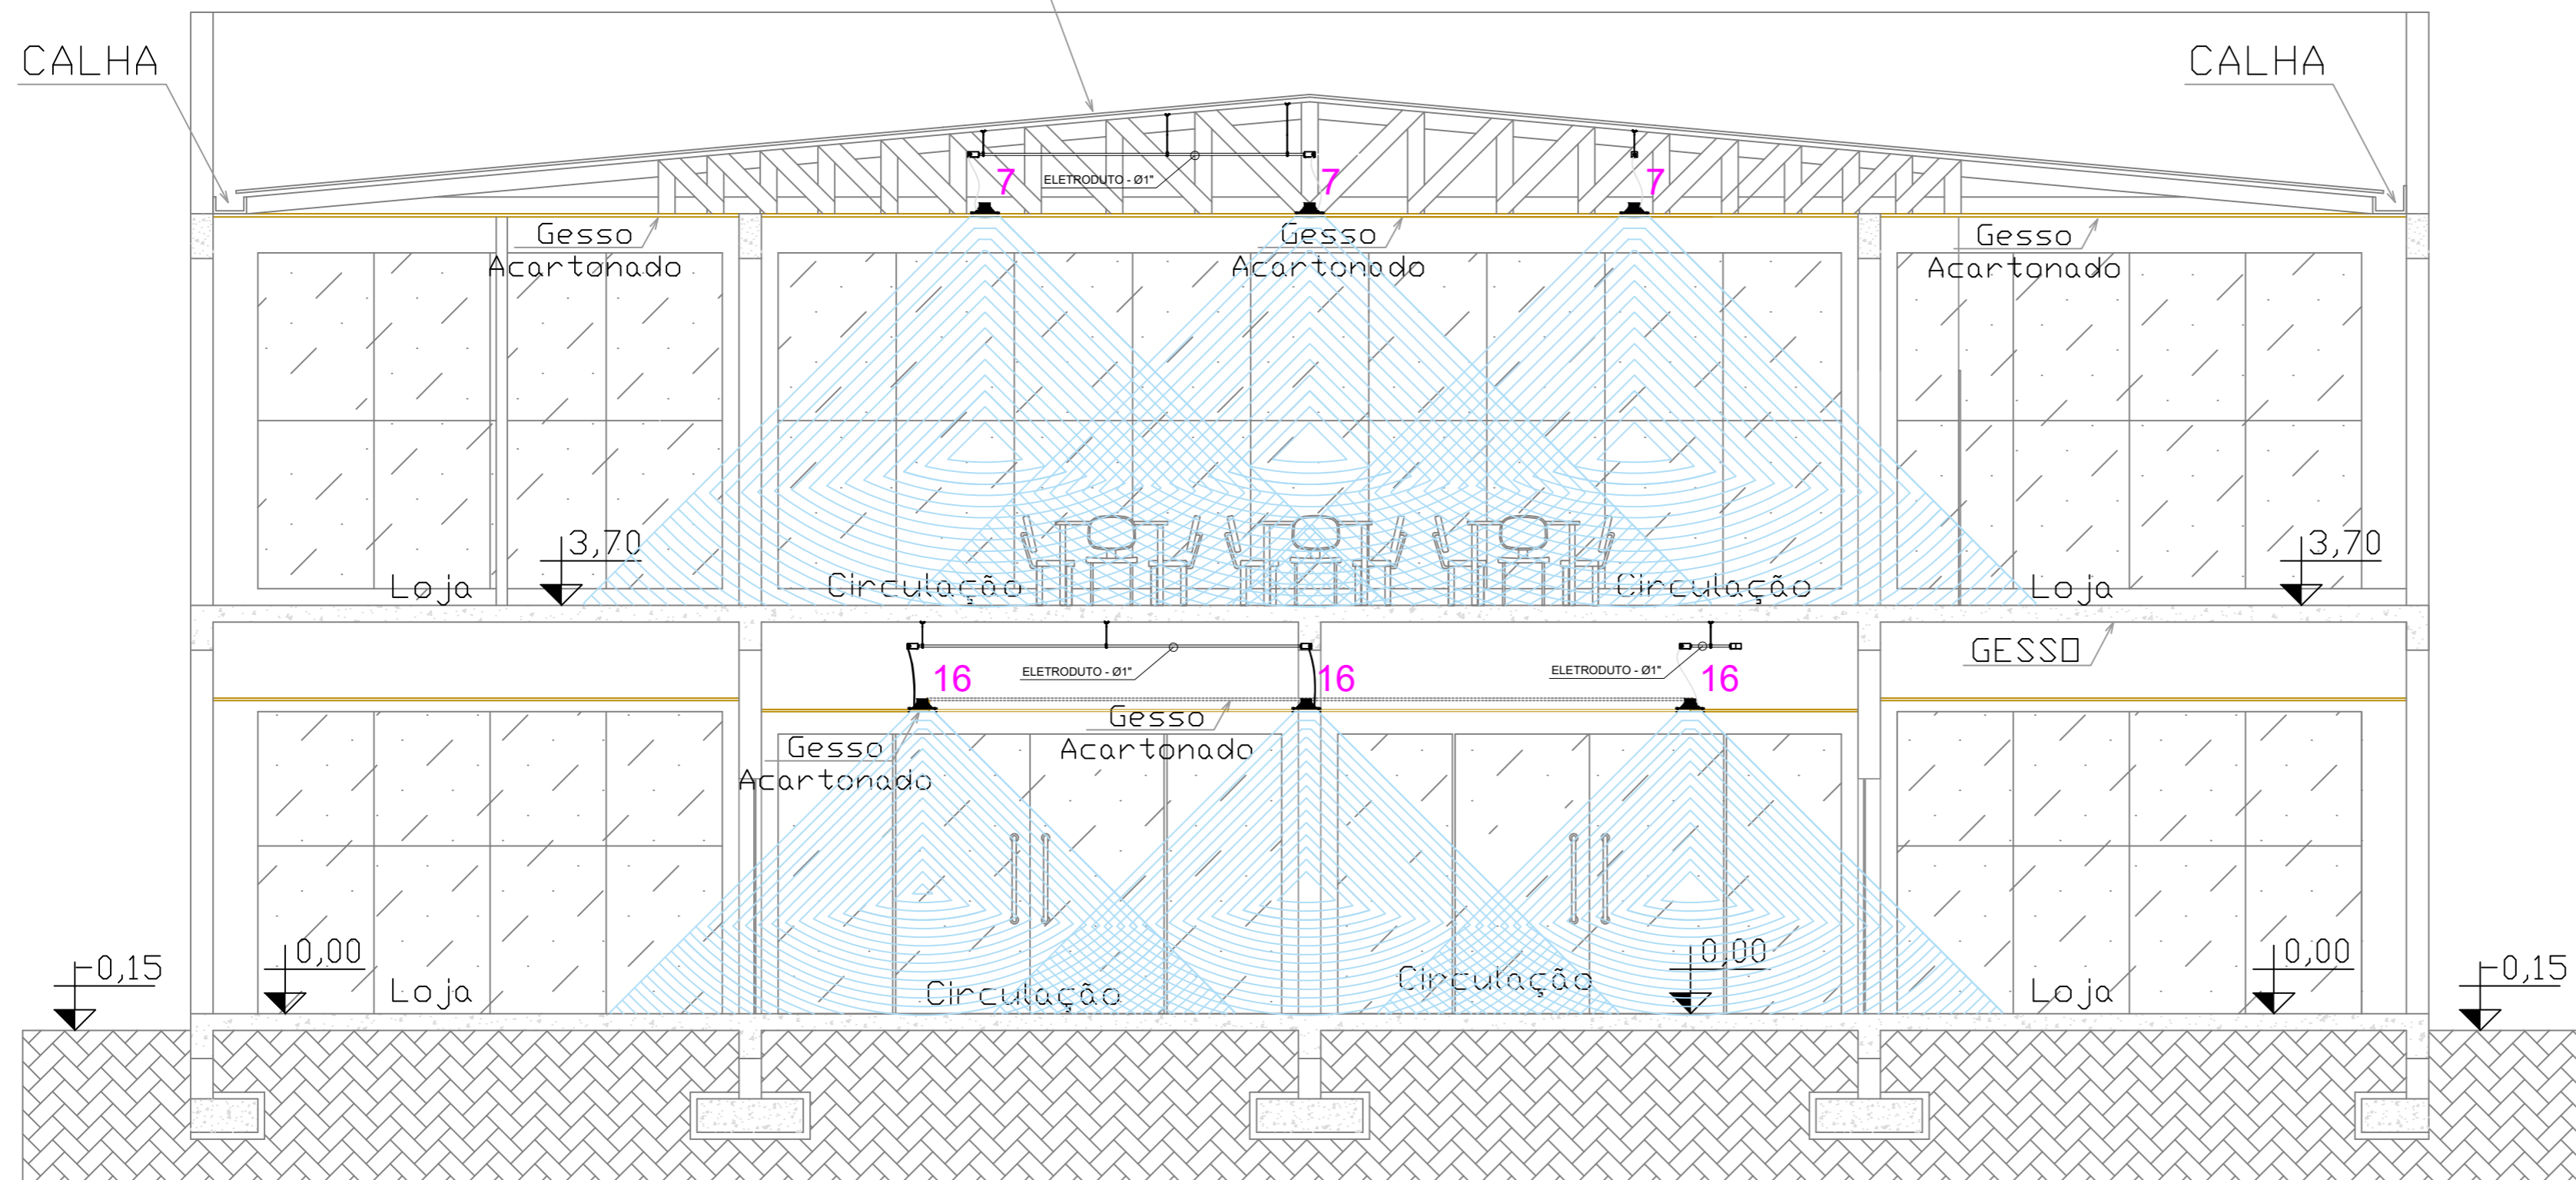 CALHA
CALHA
7
7
7
ELETRODUTO - Ø1"
Gesso
Acartonado
Gesso
Acartonado
Gesso
Acartonado
3,70
3,70
Loja
Circulação
Circulação
Loja
GESSO
ELETRODUTO - Ø1"
ELETRODUTO - Ø1"
16
16
16
Gesso
Acartonado
Gesso
Acartonado
-0,15
0,00
0,00
0,00
-0,15
Loja
Circulação
Circulação
Loja